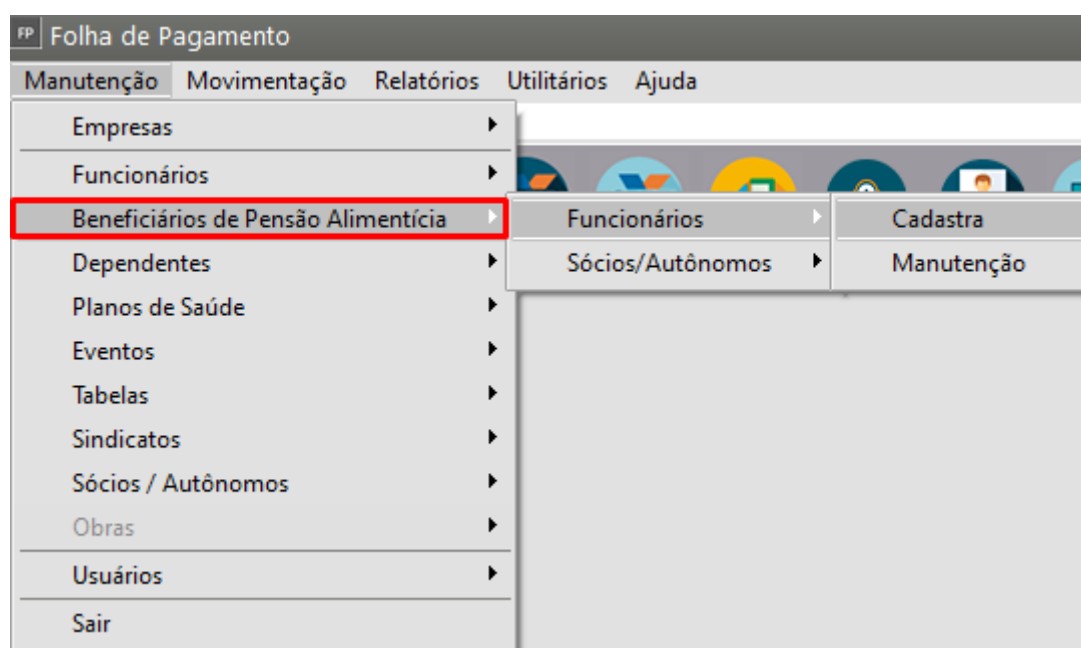 FP Folha de Pagamento
Manutenção Movimentação Relatórios Utilitários Ajuda
Empresas
Funcionários
Beneficiários de Pensão Alimentícia Funcionários Cadastra
Dependentes Sócios/Autônomos Manutenção
Planos de Saúde
Eventos
Tabelas
Sindicatos
Sócios / Autônomos
Obras
Usuários
Sair